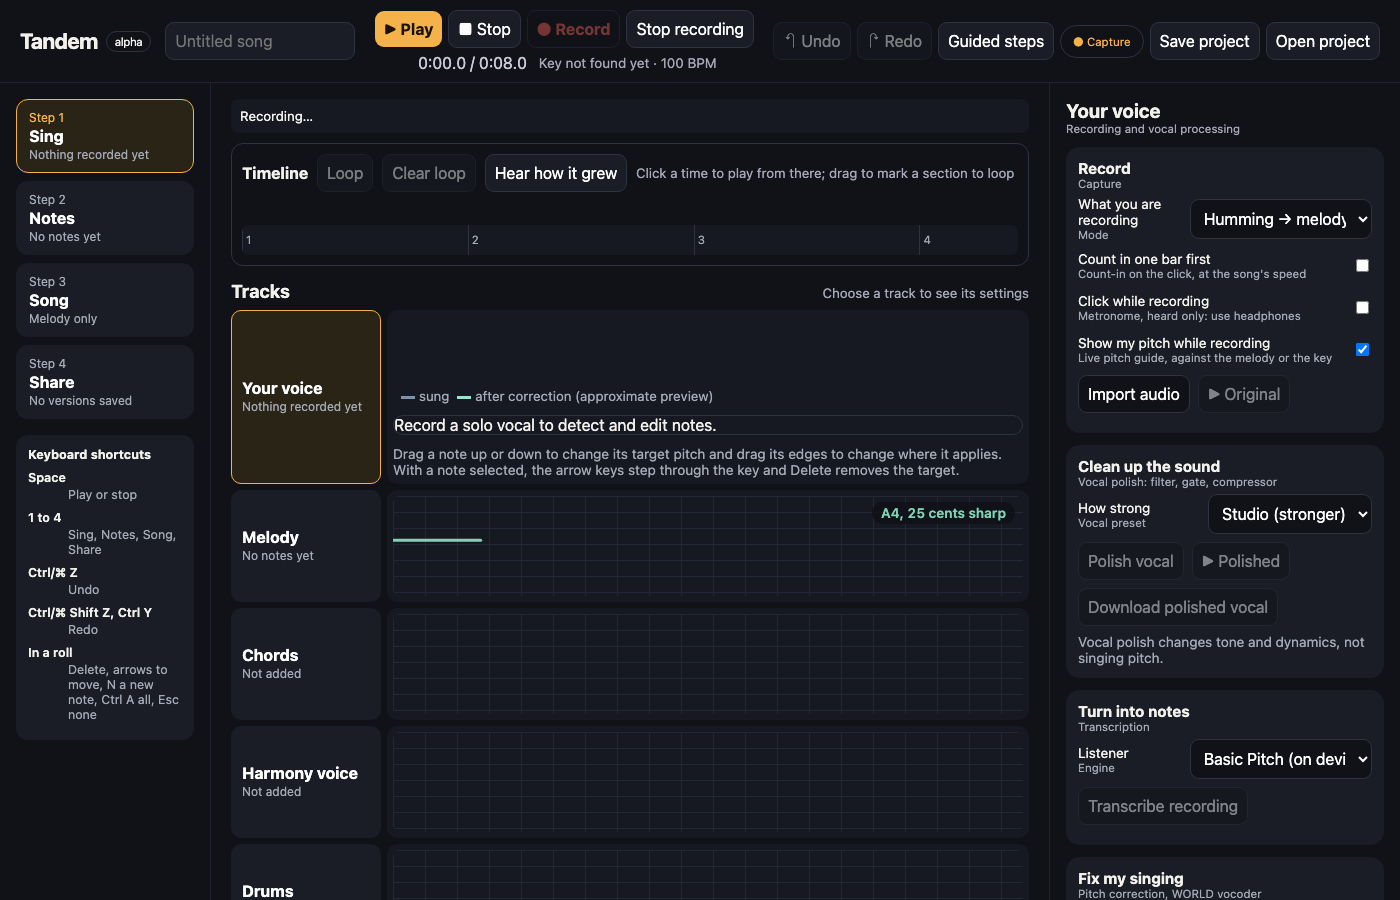 Tandem alpha Untitled song
▶ Play ■ Stop ● Record Stop recording
0:00.0 / 0:08.0 Key not found yet · 100 BPM
Undo Redo Guided steps ● Capture Save project Open project
Step 1
Sing
Nothing recorded yet
Step 2
Notes
No notes yet
Step 3
Song
Melody only
Step 4
Share
No versions saved
Keyboard shortcuts
Space
Play or stop
1 to 4
Sing, Notes, Song,
Share
Ctrl/⌘ Z
Undo
Ctrl/⌘ Shift Z, Ctrl Y
Redo
In a roll
Delete, arrows to
move, N a new
note, Ctrl A all, Esc
none
Recording...
Timeline Loop Clear loop Hear how it grew Click a time to play from there; drag to mark a section to loop
1 2 3 4
Tracks Choose a track to see its settings
Your voice
Nothing recorded yet
sung after correction (approximate preview)
Record a solo vocal to detect and edit notes.
Drag a note up or down to change its target pitch and drag its edges to change where it applies.
With a note selected, the arrow keys step through the key and Delete removes the target.
Melody
No notes yet
A4, 25 cents sharp
Chords
Not added
Harmony voice
Not added
Drums
Your voice
Recording and vocal processing
Record
Capture
What you are
recording
Mode
Humming → melody
Count in one bar first
Count-in on the click, at the song's speed
Click while recording
Metronome, heard only: use headphones
Show my pitch while recording
Live pitch guide, against the melody or the key
Import audio ▶ Original
Clean up the sound
Vocal polish: filter, gate, compressor
How strong
Vocal preset
Studio (stronger)
Polish vocal ▶ Polished
Download polished vocal
Vocal polish changes tone and dynamics, not
singing pitch.
Turn into notes
Transcription
Listener
Engine
Basic Pitch (on devi
Transcribe recording
Fix my singing
Pitch correction, WORLD vocoder